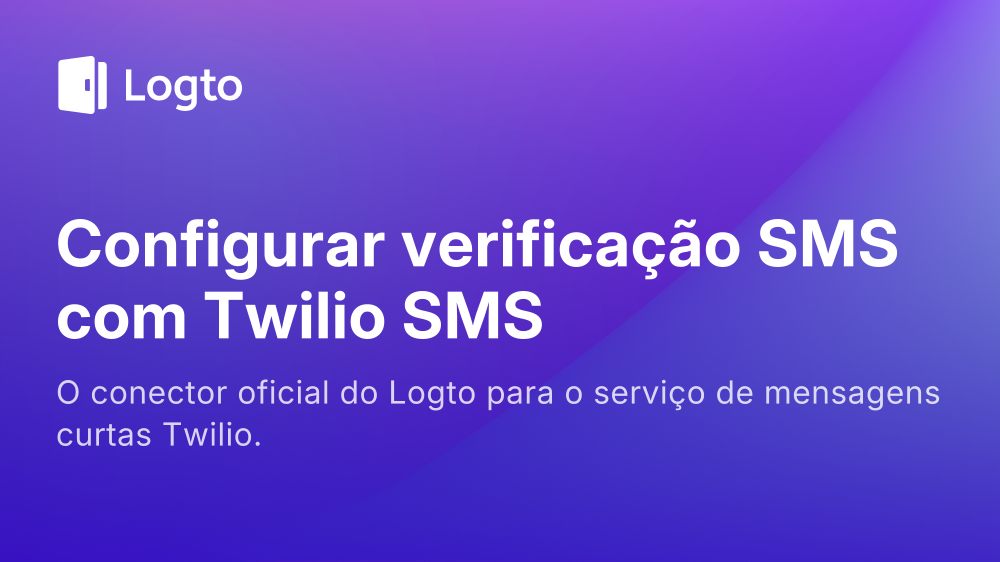 Logto
Configurar verificação SMS
com Twilio SMS
O conector oficial do Logto para o serviço de mensagens
curtas Twilio.